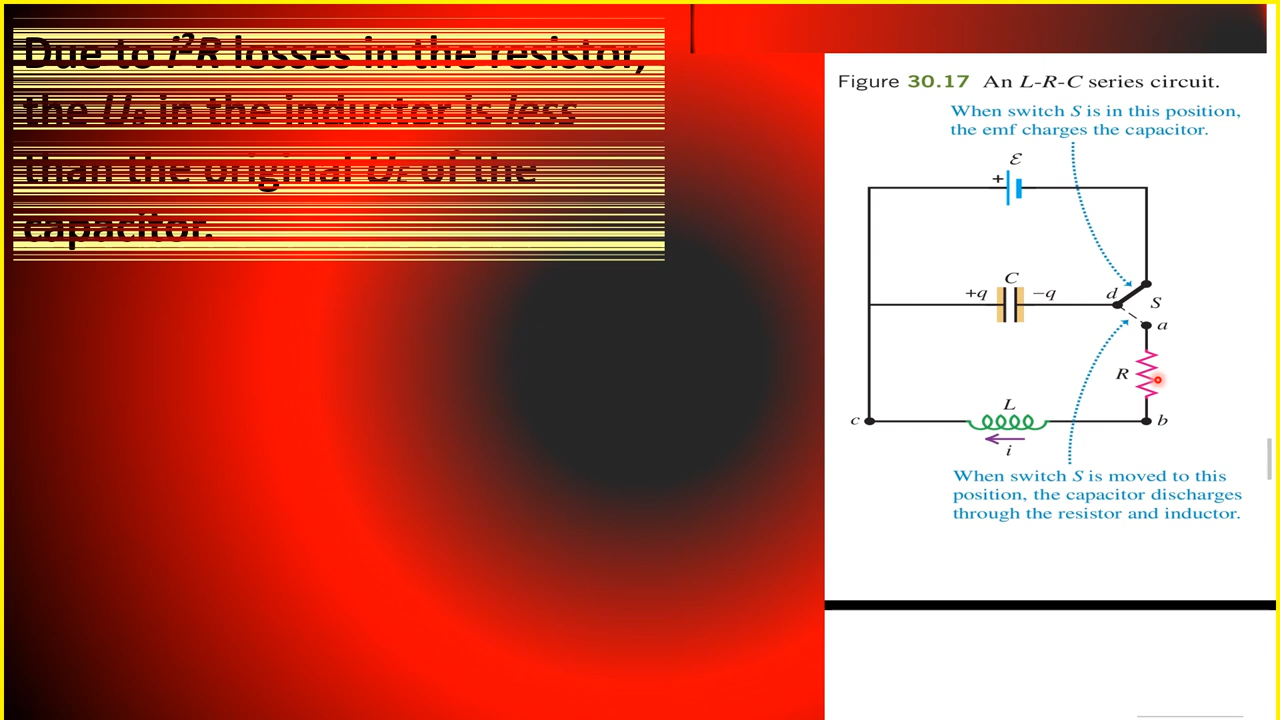 Due to i²R losses in the resistor,
the U_B in the inductor is less
than the original U_E of the
capacitor.
Figure 30.17 An L-R-C series circuit.
When switch S is in this position,
the emf charges the capacitor.
ℰ
+
C
+q −q
d
S
a
R
L
c
b
i
When switch S is moved to this
position, the capacitor discharges
through the resistor and inductor.